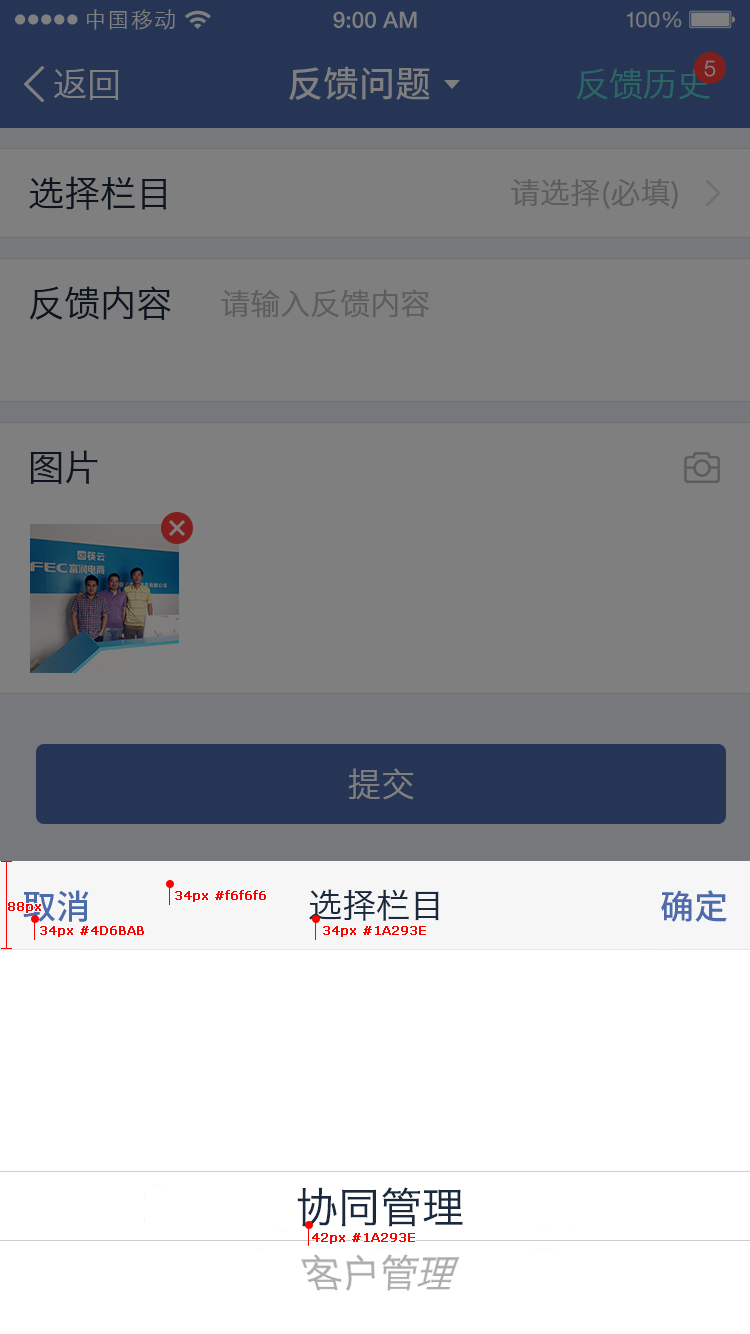 中国移动 9:00 AM 100%
返回 反馈问题 反馈历史 5
选择栏目 请选择(必填)
反馈内容 请输入反馈内容
图片
筷云
FEC 富润电商
提交
取消 选择栏目 确定
34px #f6f6f6
88px
34px #4D6BAB 34px #1A293E
协同管理
42px #1A293E
客户管理